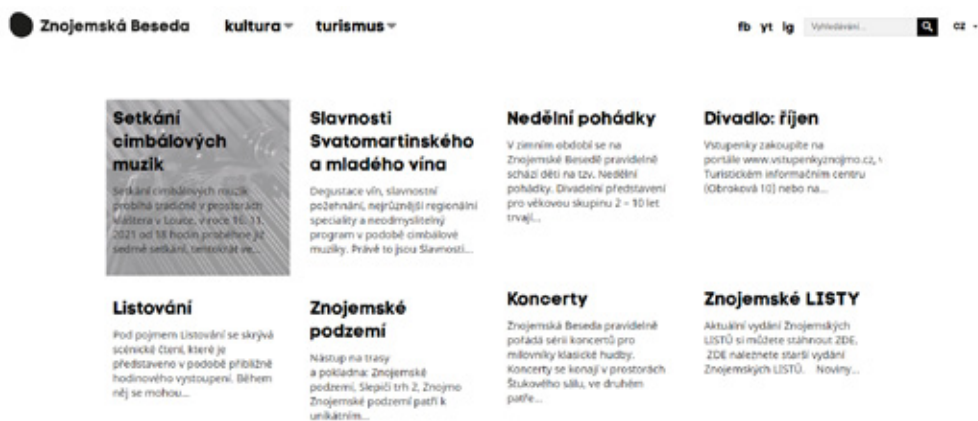 Znojemská Beseda kultura turismus fb yt ig Vyhledávání... cz
Setkání
cimbálových
muzik
Setkání cimbálových muzik
probíhá tradičně v prostorách
kláštera v Louce, v roce 16. 11.
2021 od 18 hodin proběhne již
sedmé setkání, tentokrát ve...
Slavnosti
Svatomartinského
a mladého vína
Degustace vín, slavnostní
požehnání, nejrůznější regionální
speciality a neodmyslitelný
program v podobě cimbálové
muziky. Právě to jsou Slavnosti...
Nedělní pohádky
V zimním období se na
Znojemské Besedě pravidelně
schází děti na tzv. Nedělní
pohádky. Divadelní představení
pro věkovou skupinu 2 – 10 let
trvají...
Divadlo: říjen
Vstupenky zakoupíte na
portále www.vstupenkyznojmo.cz, v
Turistickém informačním centru
(Obroková 10) nebo na...
Listování
Pod pojmem Listování se skrývá
scénické čtení, které je
představeno v podobě přibližně
hodinového vystoupení. Během
něj se mohou...
Znojemské
podzemí
Nástup na trasy
a pokladna: Znojemské
podzemí, Slepičí trh 2, Znojmo
Znojemské podzemí patří k
unikátním...
Koncerty
Znojemská Beseda pravidelně
pořádá sérii koncertů pro
milovníky klasické hudby.
Koncerty se konají v prostorách
Štukového sálu, ve druhém
patře...
Znojemské LISTY
Aktuální vydání Znojemských
LISTŮ si můžete stáhnout ZDE.
ZDE naleznete starší vydání
Znojemských LISTŮ. Noviny...